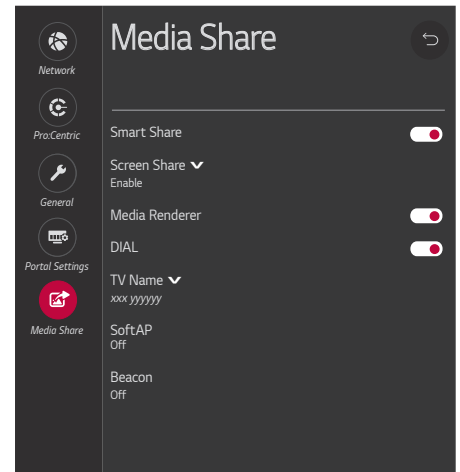 Media Share
Network
Pro:Centric
General
Portal Settings
Media Share
Smart Share
Screen Share
Enable
Media Renderer
DIAL
TV Name
xxx yyyyyy
SoftAP
Off
Beacon
Off